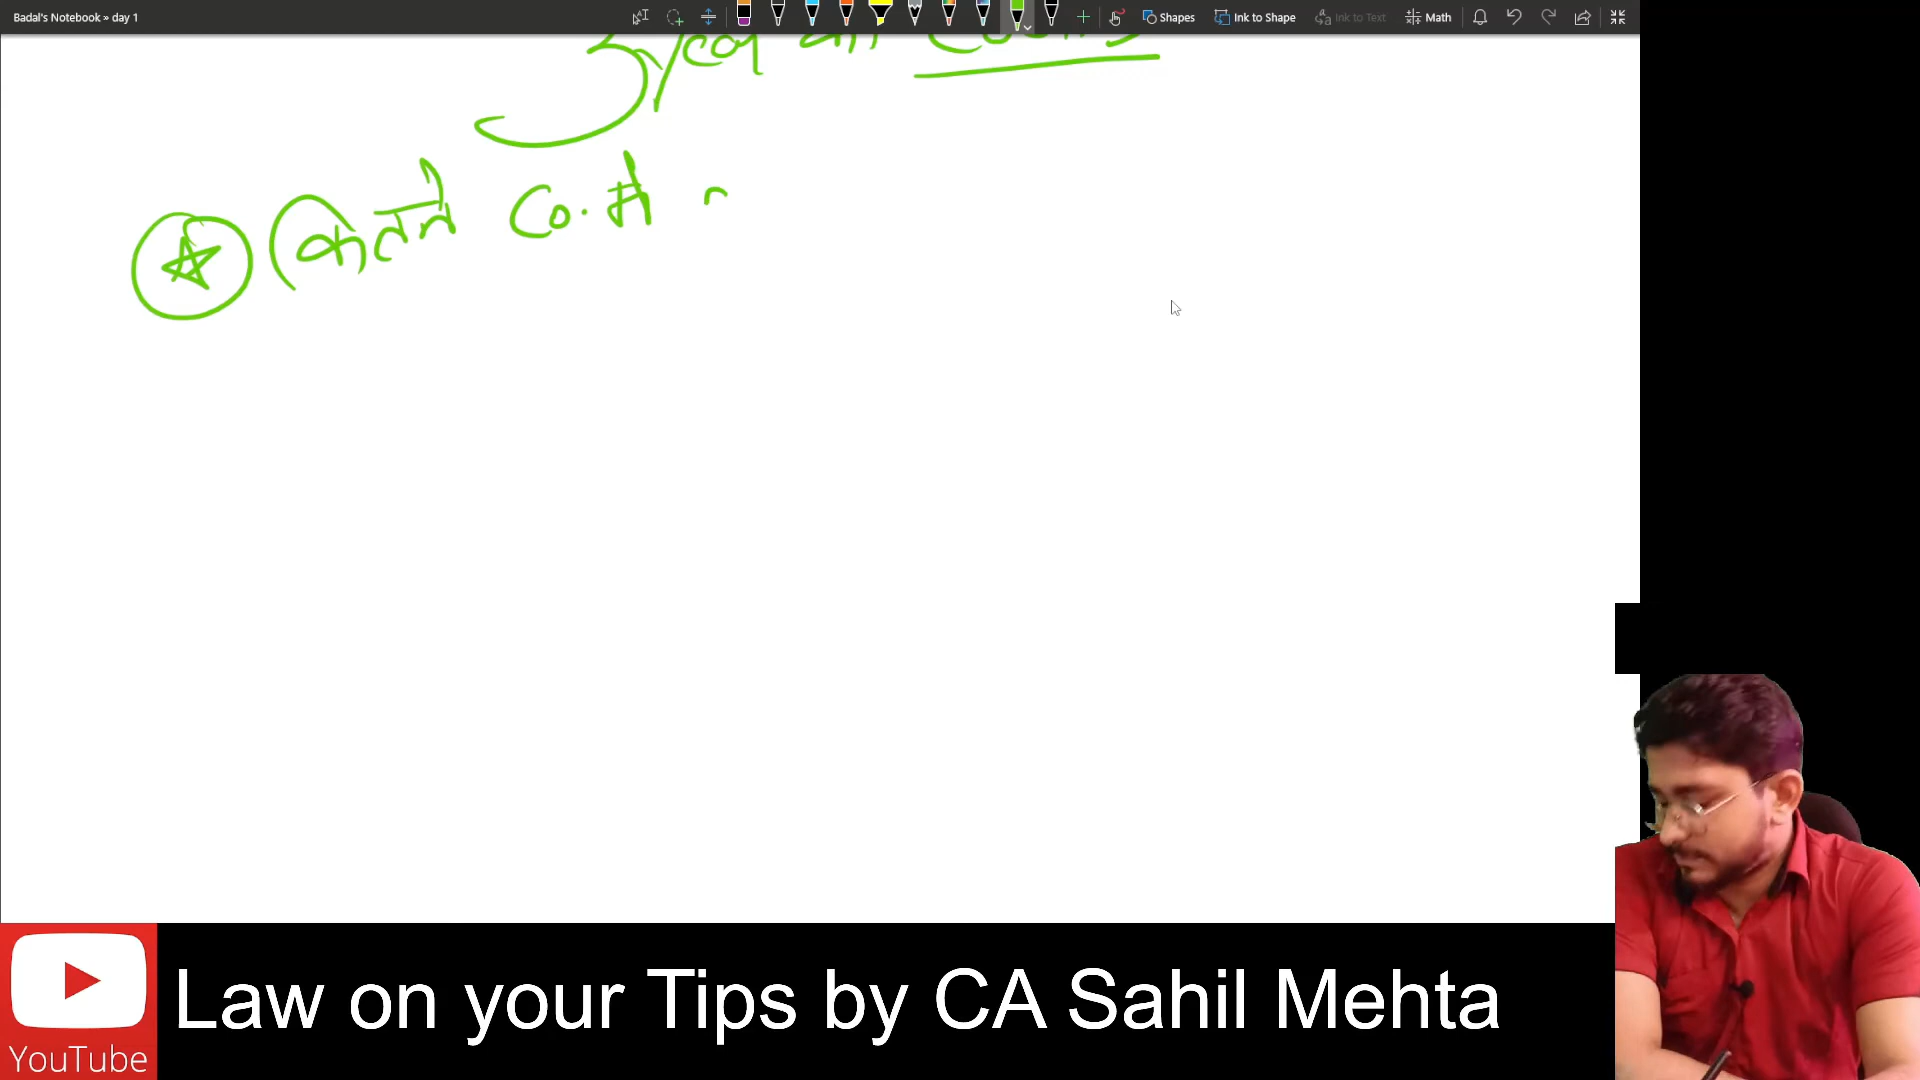 Badal's Notebook » day 1
Shapes
Ink to Shape
Ink to Text
Math
कितने Co. में
YouTube
Law on your Tips by CA Sahil Mehta